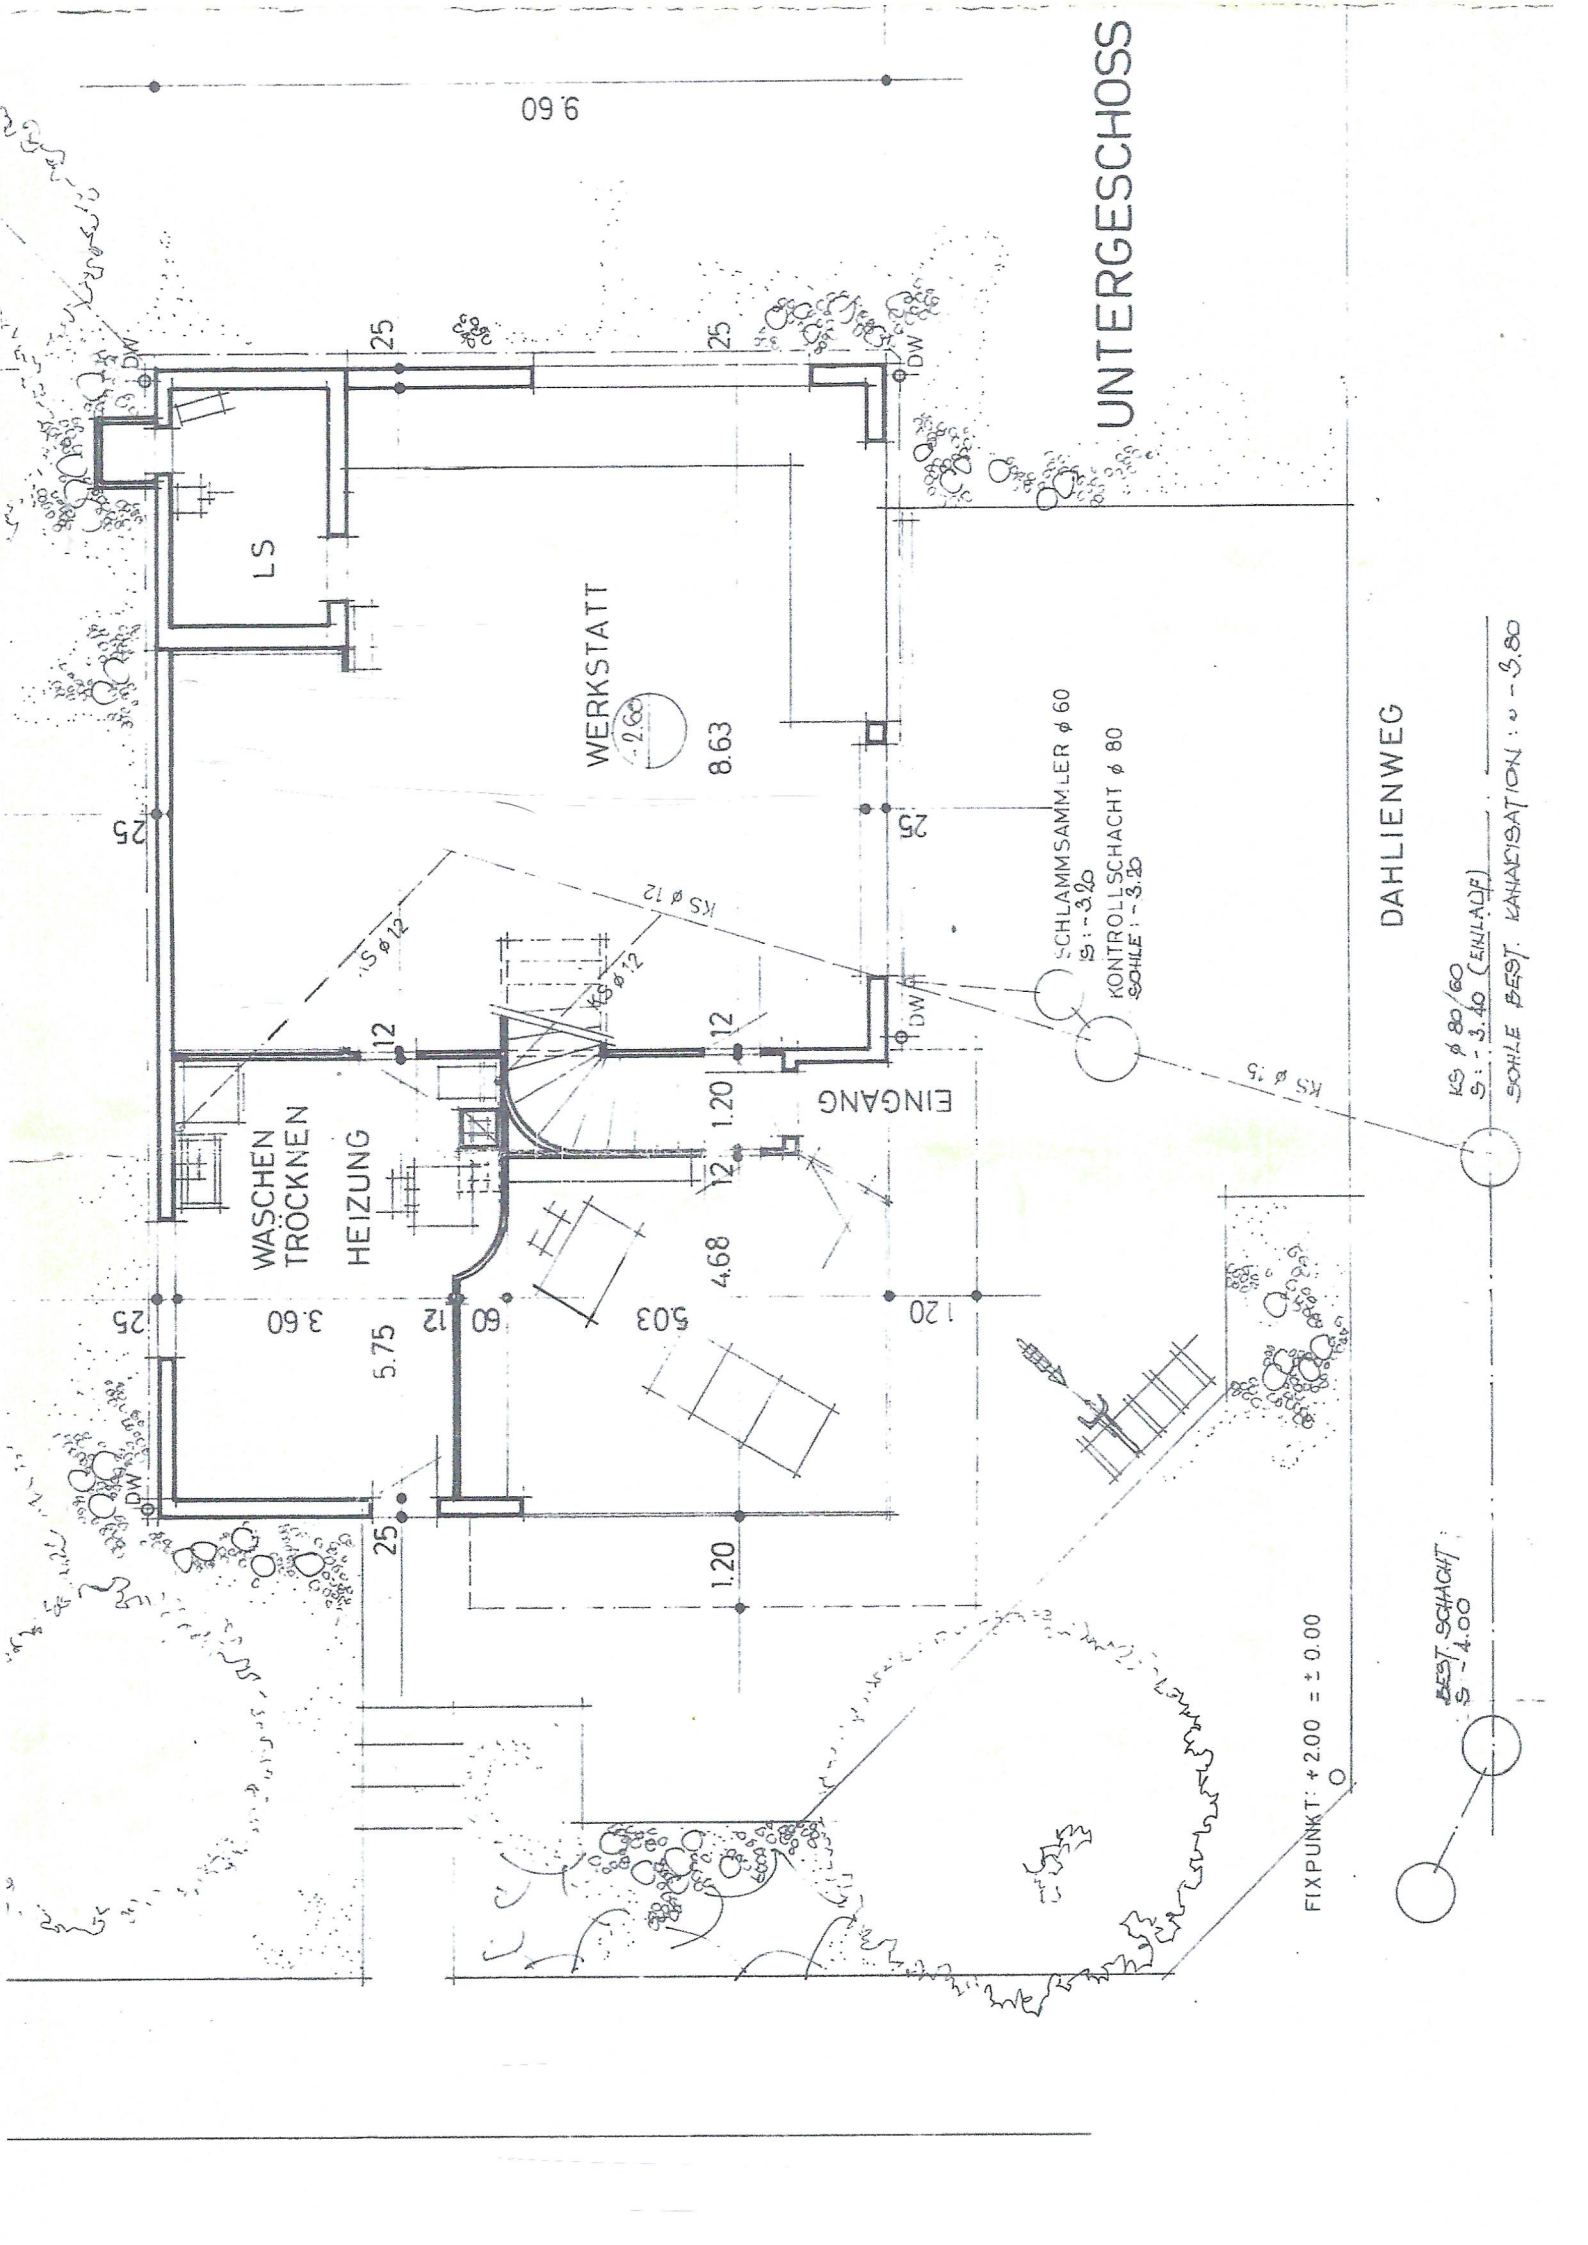 UNTERGESCHOSS
9.60
DW
25
25
DW
LS
WERKSTATT
- 2.60
8.63
25
25
KS ø 12
KS ø 12
12
12
DW
SCHLAMMSAMMLER ø 60
S : - 3.20
KONTROLLSCHACHT ø 80
SOHLE : - 3.20
WASCHEN
TRÖCKNEN
HEIZUNG
1.20
12
EINGANG
KS ø 15
25
3.60
12
60
5.03
1.20
5.75
4.68
DW
25
1.20
DAHLIENWEG
KS ø 80/60
S : - 3.40 (EINLAUF)
SOHLE BEST. KANALISATION : ~ - 3.80
BEST. SCHACHT :
S - 4.00
FIXPUNKT: + 2.00 = ± 0.00